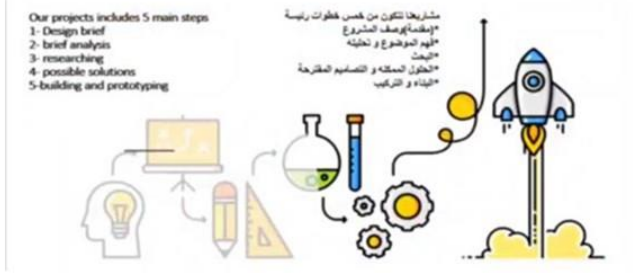 Our projects includes 5 main steps
1- Design brief
2- brief analysis
3- researching
4- possible solutions
5-building and prototyping
مشاريعنا تتكون من خمس خطوات رئيسة
*(مقدمة)وصف المشروع
*فهم الموضوع و تحليله
*البحث
*الحلول الممكنه و التصاميم المقترحة
*البناء و التركيب